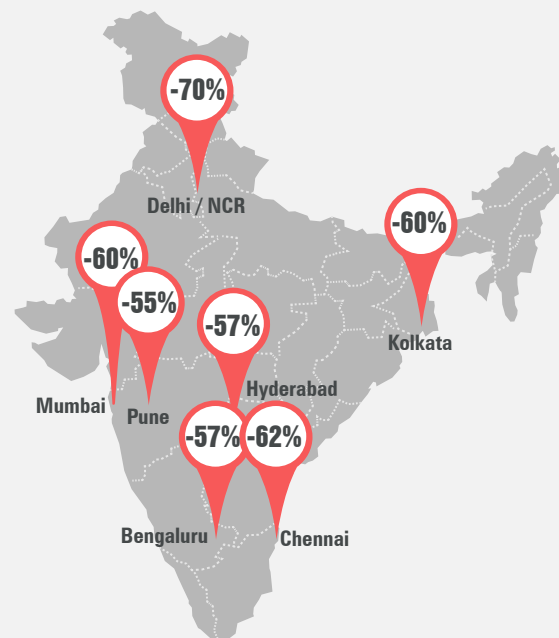 -70%
Delhi / NCR
-60%
Kolkata
-60%
Mumbai
-55%
Pune
-57%
Hyderabad
-57%
Bengaluru
-62%
Chennai